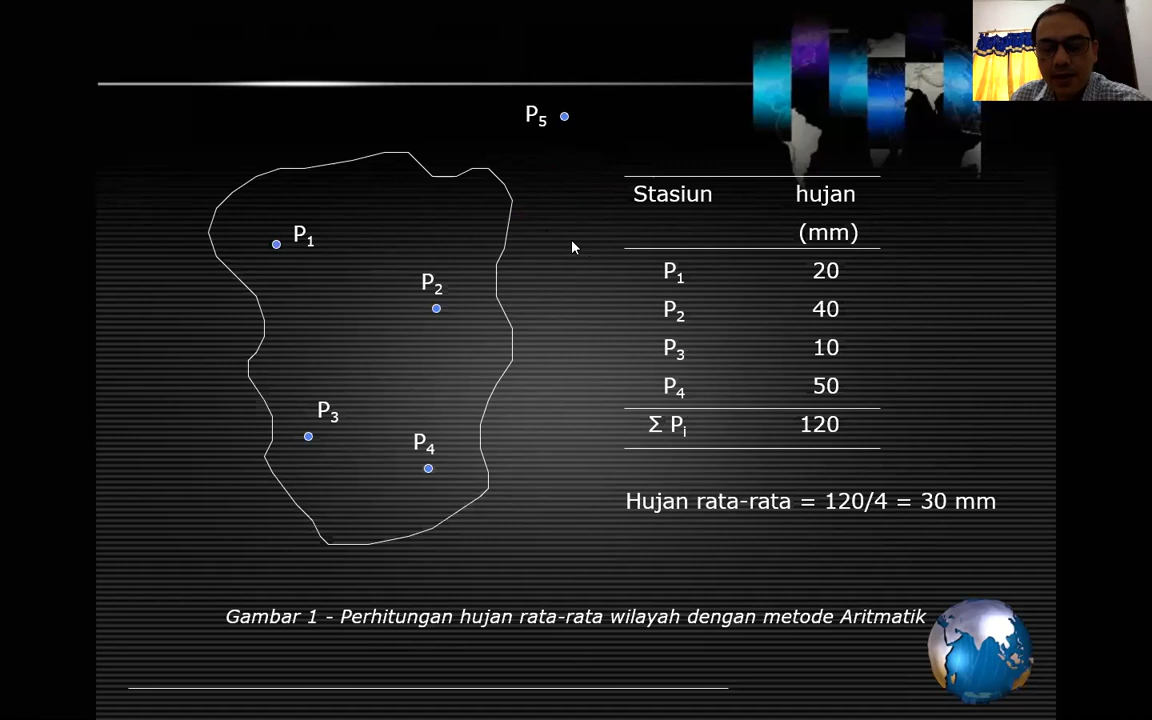 P5
P1
P2
P3
P4
Stasiun hujan
(mm)
P1 20
P2 40
P3 10
P4 50
Σ Pi 120
Hujan rata-rata = 120/4 = 30 mm
Gambar 1 - Perhitungan hujan rata-rata wilayah dengan metode Aritmatik